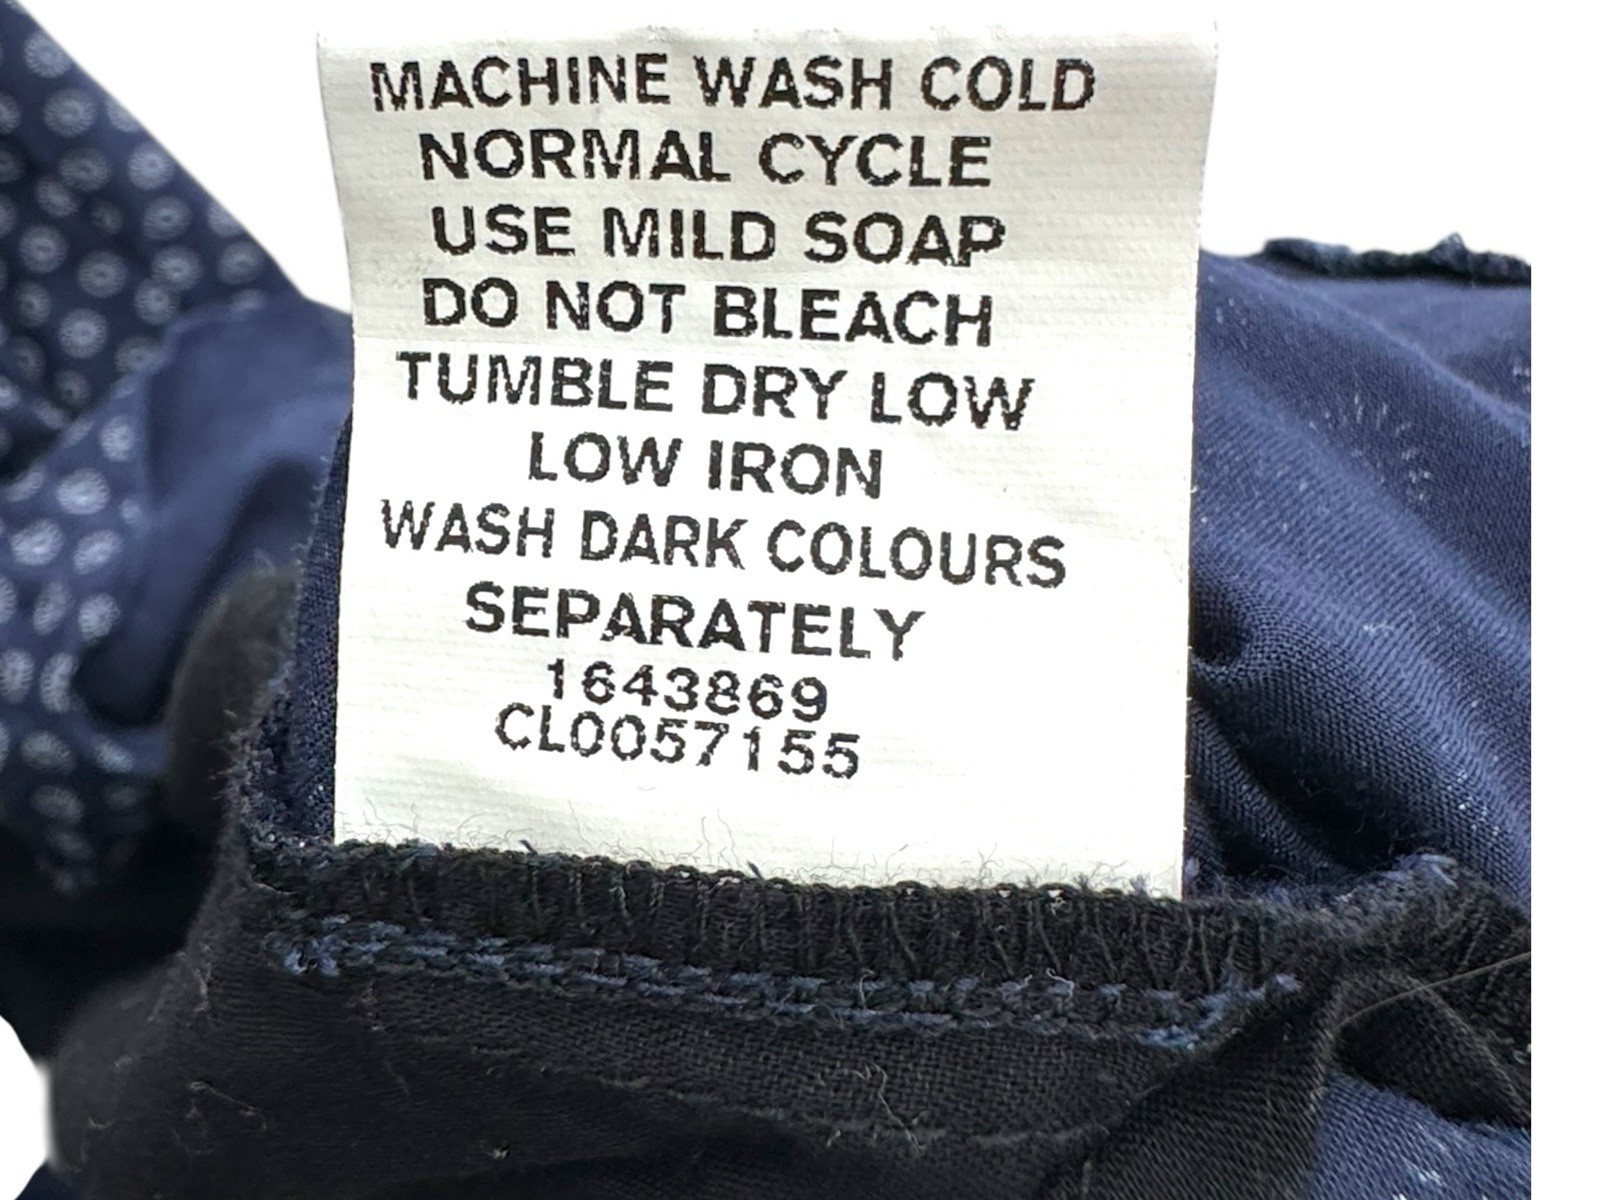 MACHINE WASH COLD
NORMAL CYCLE
USE MILD SOAP
DO NOT BLEACH
TUMBLE DRY LOW
LOW IRON
WASH DARK COLOURS
SEPARATELY
1643869
CL0057155